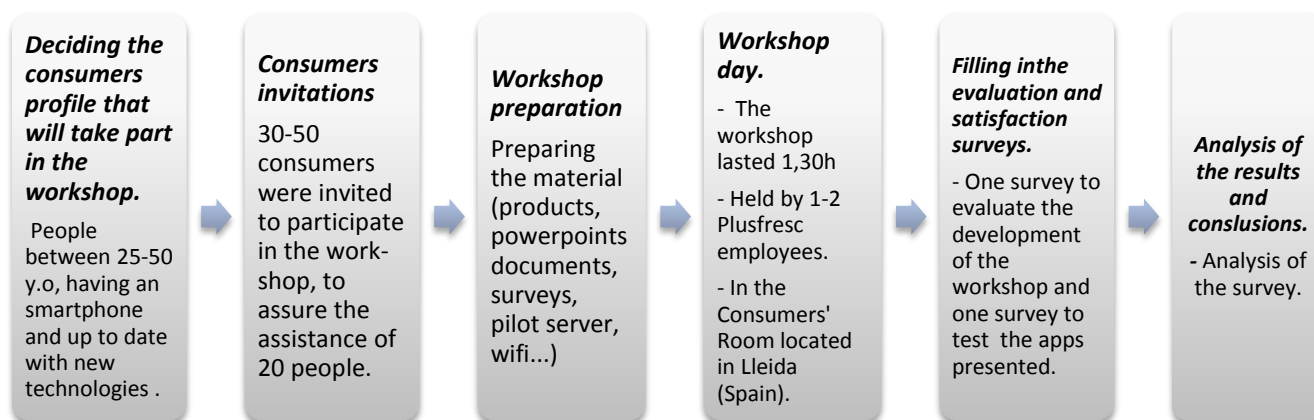 Deciding the
consumers
profile that
will take part
in the
workshop.
People
between 25-50
y.o, having an
smartphone
and up to date
with new
technologies .
Consumers
invitations
30-50
consumers
were invited
to participate
in the work-
shop, to
assure the
assistance of
20 people.
Workshop
preparation
Preparing
the material
(products,
powerpoints
documents,
surveys,
pilot server,
wifi...)
Workshop
day.
- The
workshop
lasted 1,30h
- Held by 1-2
Plusfresc
employees.
- In the
Consumers'
Room located
in Lleida
(Spain).
Filling inthe
evaluation and
satisfaction
surveys.
- One survey to
evaluate the
development
of the
workshop and
one survey to
test the apps
presented.
Analysis of
the results
and
conslusions.
- Analysis of
the survey.